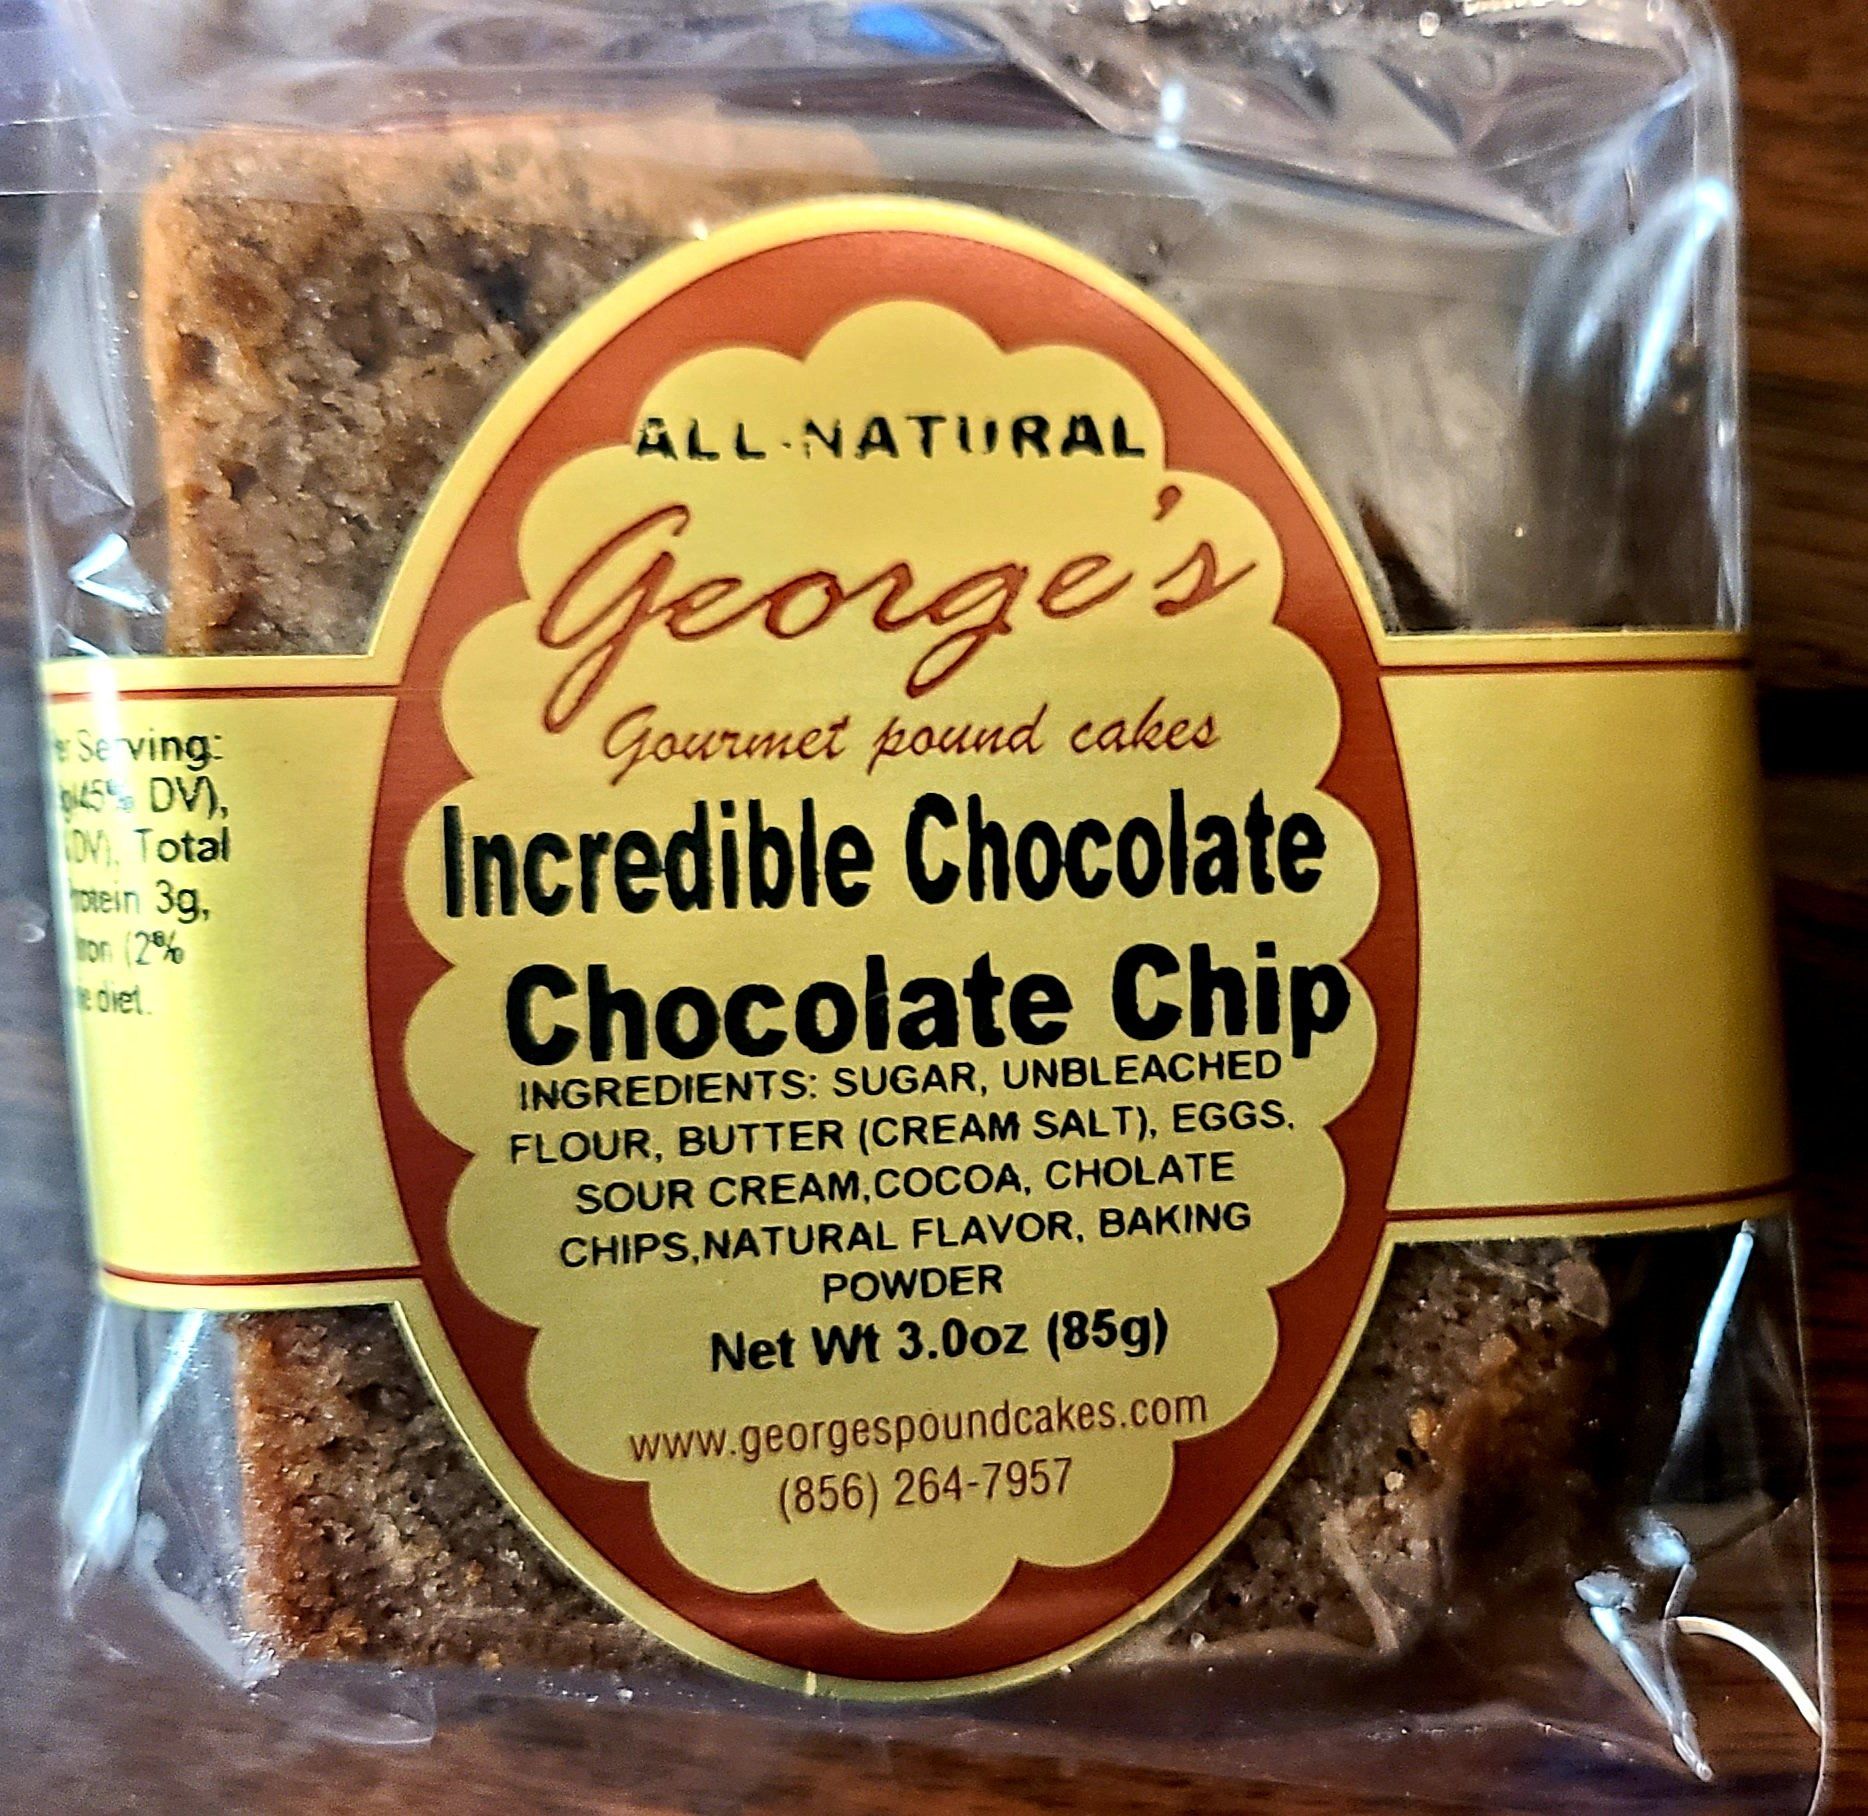 ALL-NATURAL
George's
Gourmet pound cakes
Incredible Chocolate
Chocolate Chip
INGREDIENTS: SUGAR, UNBLEACHED
FLOUR, BUTTER (CREAM SALT), EGGS,
SOUR CREAM,COCOA, CHOLATE
CHIPS,NATURAL FLAVOR, BAKING
POWDER
Net Wt 3.0oz (85g)
www.georgespoundcakes.com
(856) 264-7957
Serving:
DV),
Total
3g,
(2%
diet.